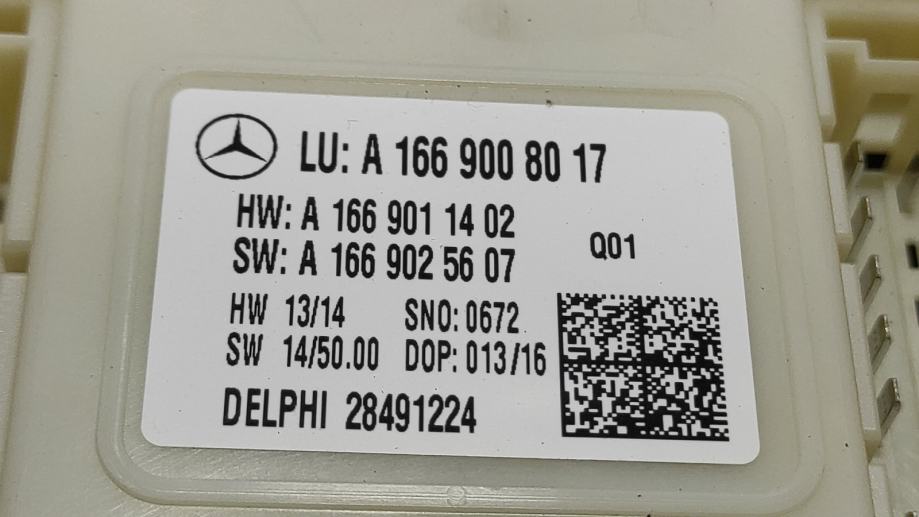 LU: A 166 900 80 17
HW: A 166 901 14 02
SW: A 166 902 56 07
Q01
HW 13/14 SNO: 0672
SW 14/50.00 DOP: 013/16
DELPHI 28491224